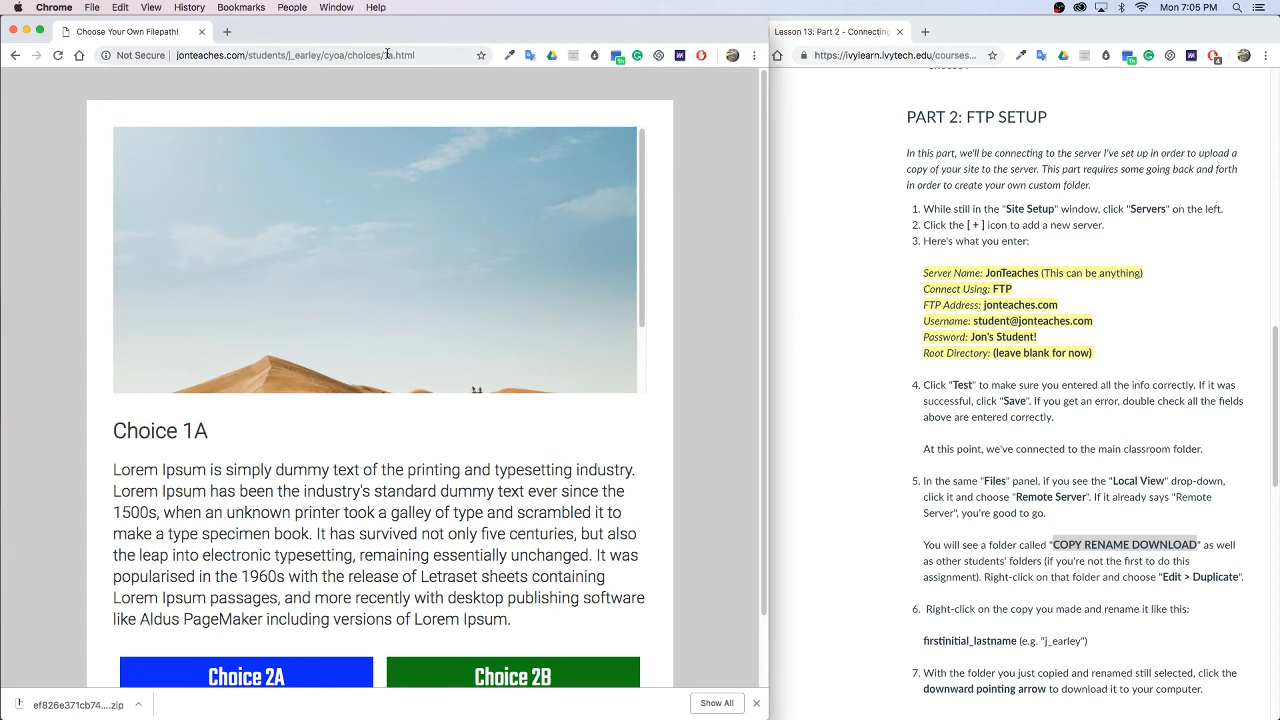 Chrome File Edit View History Bookmarks People Window Help
Mon 7:05 PM
Choose Your Own Filepath!
Not Secure jonteaches.com/students/j_earley/cyoa/choices/1a.html
Choice 1A
Lorem Ipsum is simply dummy text of the printing and typesetting industry.
Lorem Ipsum has been the industry's standard dummy text ever since the
1500s, when an unknown printer took a galley of type and scrambled it to
make a type specimen book. It has survived not only five centuries, but also
the leap into electronic typesetting, remaining essentially unchanged. It was
popularised in the 1960s with the release of Letraset sheets containing
Lorem Ipsum passages, and more recently with desktop publishing software
like Aldus PageMaker including versions of Lorem Ipsum.
Choice 2A
Choice 2B
ef826e371cb74....zip
Show All
Lesson 13: Part 2 - Connecting
https://ivylearn.ivytech.edu/courses...
PART 2: FTP SETUP
In this part, we'll be connecting to the server I've set up in order to upload a
copy of your site to the server. This part requires some going back and forth
in order to create your own custom folder.
1. While still in the "Site Setup" window, click "Servers" on the left.
2. Click the [ + ] icon to add a new server.
3. Here's what you enter:
Server Name: JonTeaches (This can be anything)
Connect Using: FTP
FTP Address: jonteaches.com
Username: student@jonteaches.com
Password: Jon's Student!
Root Directory: (leave blank for now)
4. Click "Test" to make sure you entered all the info correctly. If it was
successful, click "Save". If you get an error, double check all the fields
above are entered correctly.
At this point, we've connected to the main classroom folder.
5. In the same "Files" panel, if you see the "Local View" drop-down,
click it and choose "Remote Server". If it already says "Remote
Server", you're good to go.
You will see a folder called "COPY RENAME DOWNLOAD" as well
as other students' folders (if you're not the first to do this
assignment). Right-click on that folder and choose "Edit > Duplicate".
6. Right-click on the copy you made and rename it like this:
firstinitial_lastname (e.g. "j_earley")
7. With the folder you just copied and renamed still selected, click the
downward pointing arrow to download it to your computer.